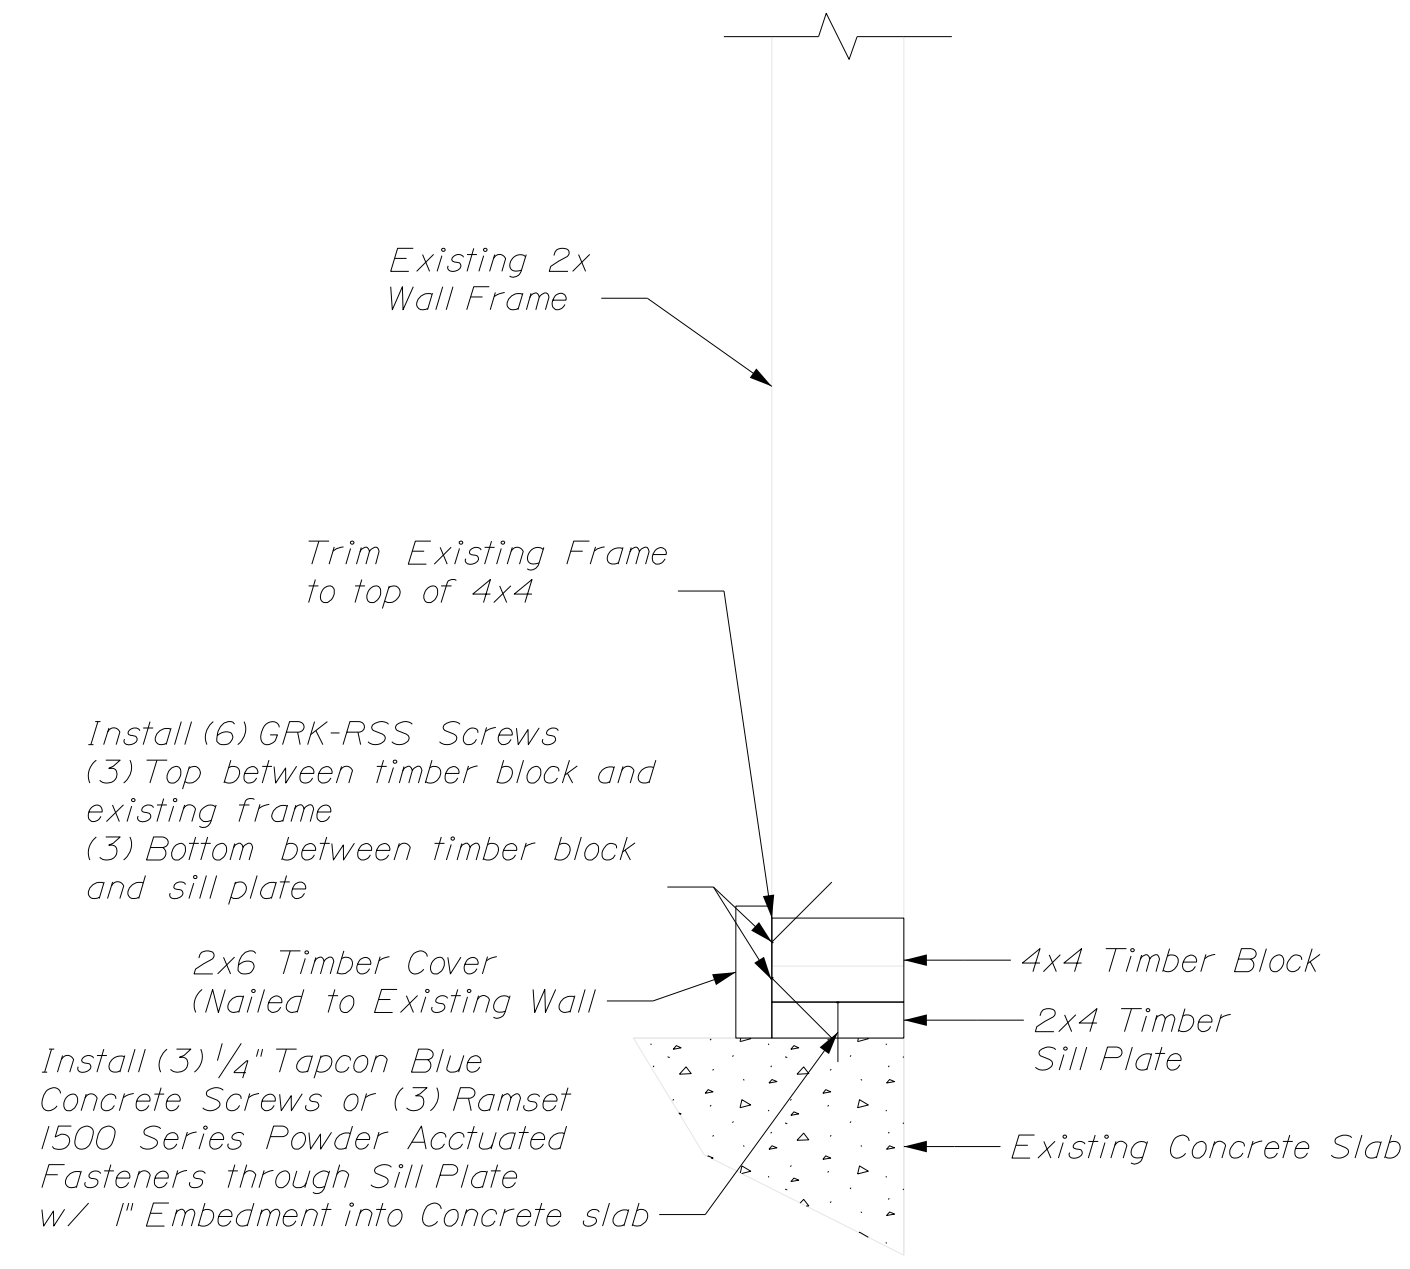 Existing 2x
Wall Frame
Trim Existing Frame
to top of 4x4
Install (6) GRK-RSS Screws
(3) Top between timber block and
existing frame
(3) Bottom between timber block
and sill plate
2x6 Timber Cover
(Nailed to Existing Wall
4x4 Timber Block
2x4 Timber
Sill Plate
Install (3) 1/4" Tapcon Blue
Concrete Screws or (3) Ramset
1500 Series Powder Acctuated
Fasteners through Sill Plate
w/ 1" Embedment into Concrete slab
Existing Concrete Slab